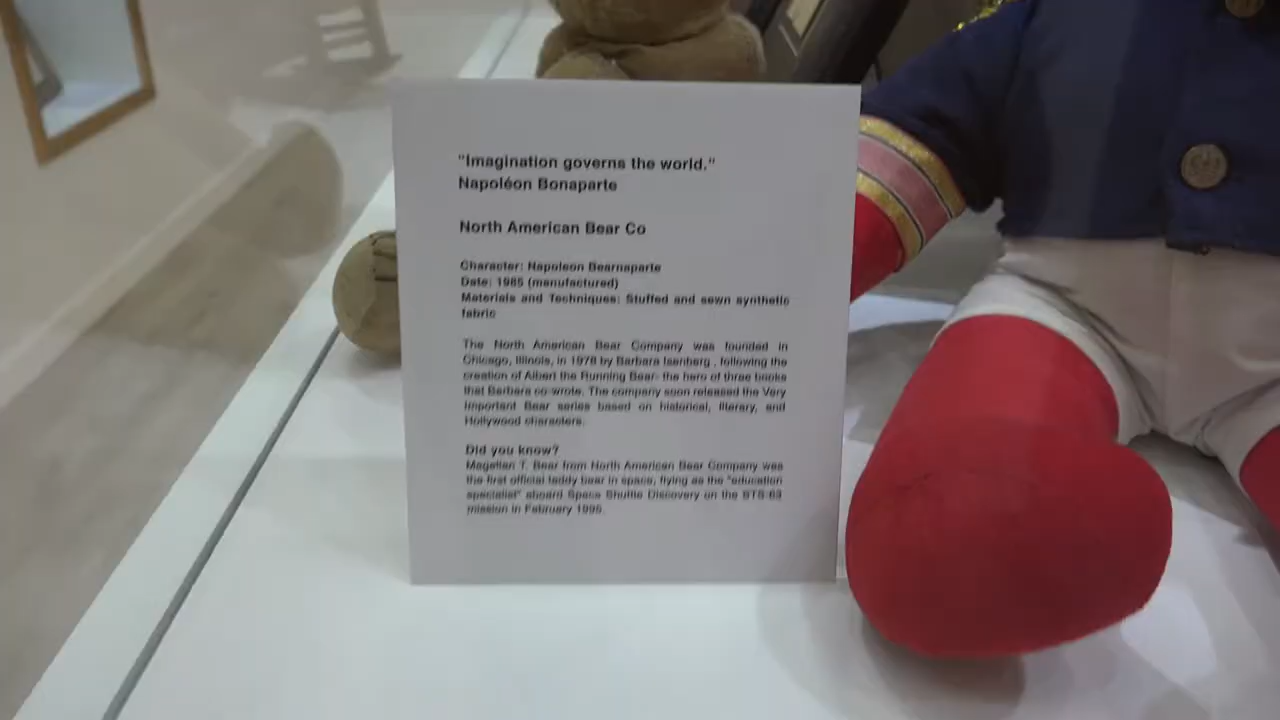 "Imagination governs the world."
Napoléon Bonaparte
North American Bear Co
Character: Napoleon Bearnaparte
Date: 1985 (manufactured)
Materials and Techniques: Stuffed and sewn synthetic
fabric
The North American Bear Company was founded in
Chicago, Illinois, in 1978 by Barbara Isenberg , following the
creation of Albert the Running Bear- the hero of three books
that Barbara co-wrote. The company soon released the Very
Important Bear series based on historical, literary, and
Hollywood characters.
Did you know?
Magellan T. Bear from North American Bear Company was
the first official teddy bear in space, flying as the "education
specialist" aboard Space Shuttle Discovery on the STS-63
mission in February 1995.